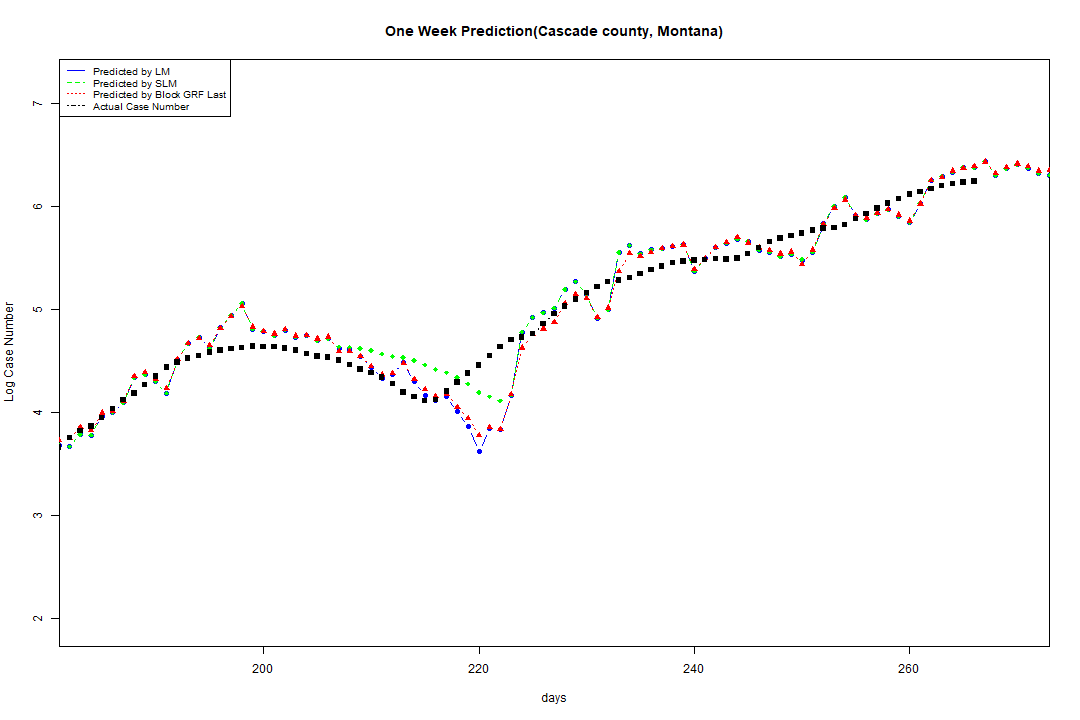 One Week Prediction(Cascade county, Montana)
Predicted by LM
Predicted by SLM
Predicted by Block GRF Last
Actual Case Number
7
6
5
4
3
2
Log Case Number
200 220 240 260
days